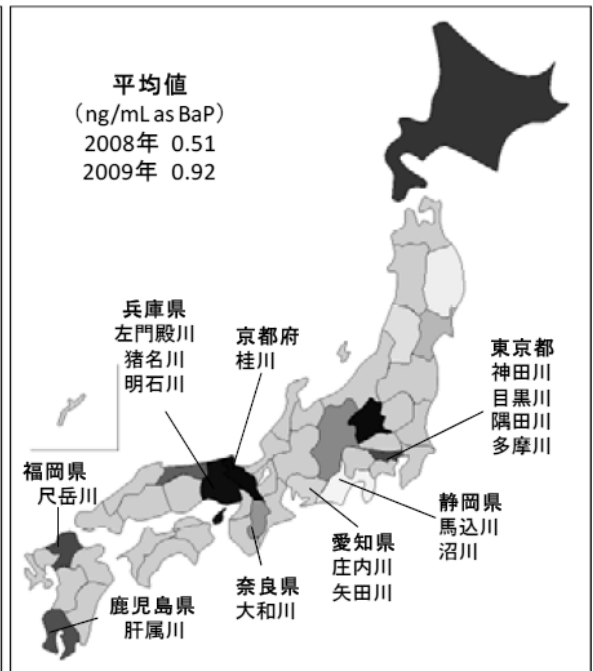 平均値
（ng/mL as BaP）
2008年 0.51
2009年 0.92
兵庫県
左門殿川
猪名川
明石川
京都府
桂川
東京都
神田川
目黒川
隅田川
多摩川
福岡県
尺岳川
静岡県
馬込川
沼川
愛知県
庄内川
矢田川
奈良県
大和川
鹿児島県
肝属川